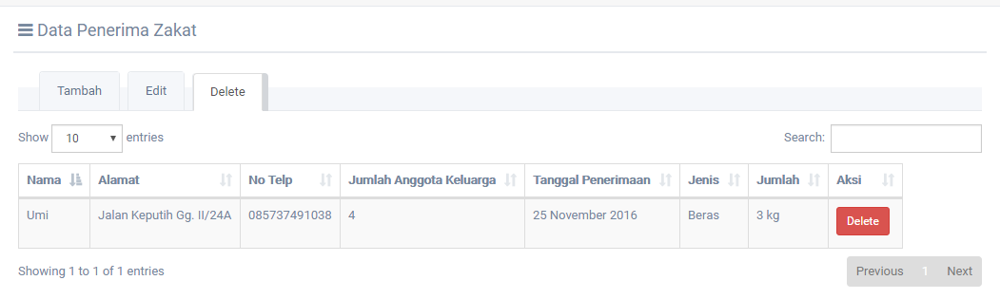 Data Penerima Zakat
Tambah Edit Delete
Show 10 entries Search:
Nama Alamat No Telp Jumlah Anggota Keluarga Tanggal Penerimaan Jenis Jumlah Aksi
Umi Jalan Keputih Gg. II/24A 085737491038 4 25 November 2016 Beras 3 kg Delete
Showing 1 to 1 of 1 entries Previous 1 Next